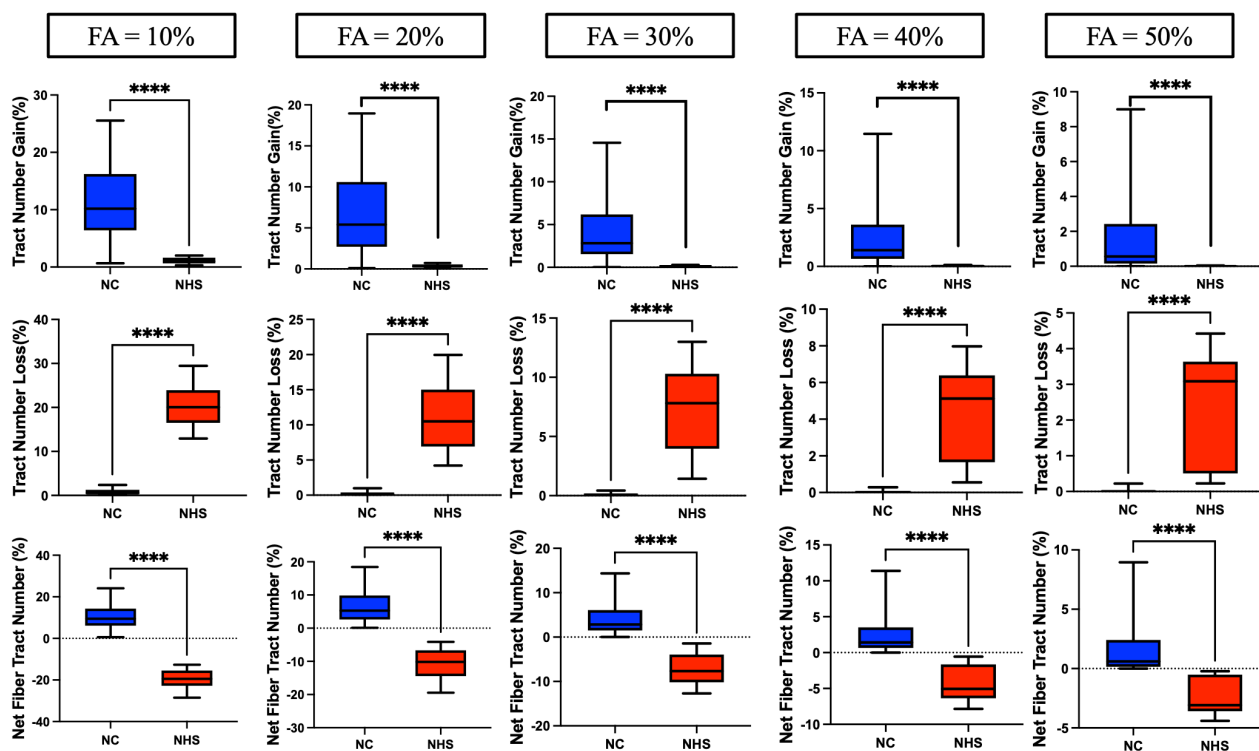 FA = 10%
FA = 20%
FA = 30%
FA = 40%
FA = 50%
Tract Number Gain(%)
30
20
10
0
****
NC
NHS
Tract Number Gain(%)
20
15
10
5
0
****
NC
NHS
Tract Number Gain(%)
20
15
10
5
0
****
NC
NHS
Tract Number Gain (%)
15
10
5
0
****
NC
NHS
Tract Number Gain (%)
10
8
6
4
2
0
****
NC
NHS
Tract Number Loss(%)
40
30
20
10
0
****
NC
NHS
Tract Number Loss (%)
25
20
15
10
5
0
****
NC
NHS
Tract Number Loss (%)
15
10
5
0
****
NC
NHS
Tract Number Loss (%)
10
8
6
4
2
0
****
NC
NHS
Tract Number Loss (%)
5
4
3
2
1
0
****
NC
NHS
Net Fiber Tract Number (%)
40
20
0
-20
-40
****
NC
NHS
Net Fiber Tract Number (%)
20
10
0
-10
-20
-30
****
NC
NHS
Net Fiber Tract Number (%)
20
10
0
-10
-20
****
NC
NHS
Net Fiber Tract Number (%)
15
10
5
0
-5
-10
****
NC
NHS
Net Fiber Tract Number (%)
10
5
0
-5
****
NC
NHS